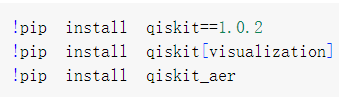 !pip install qiskit==1.0.2
!pip install qiskit[visualization]
!pip install qiskit_aer